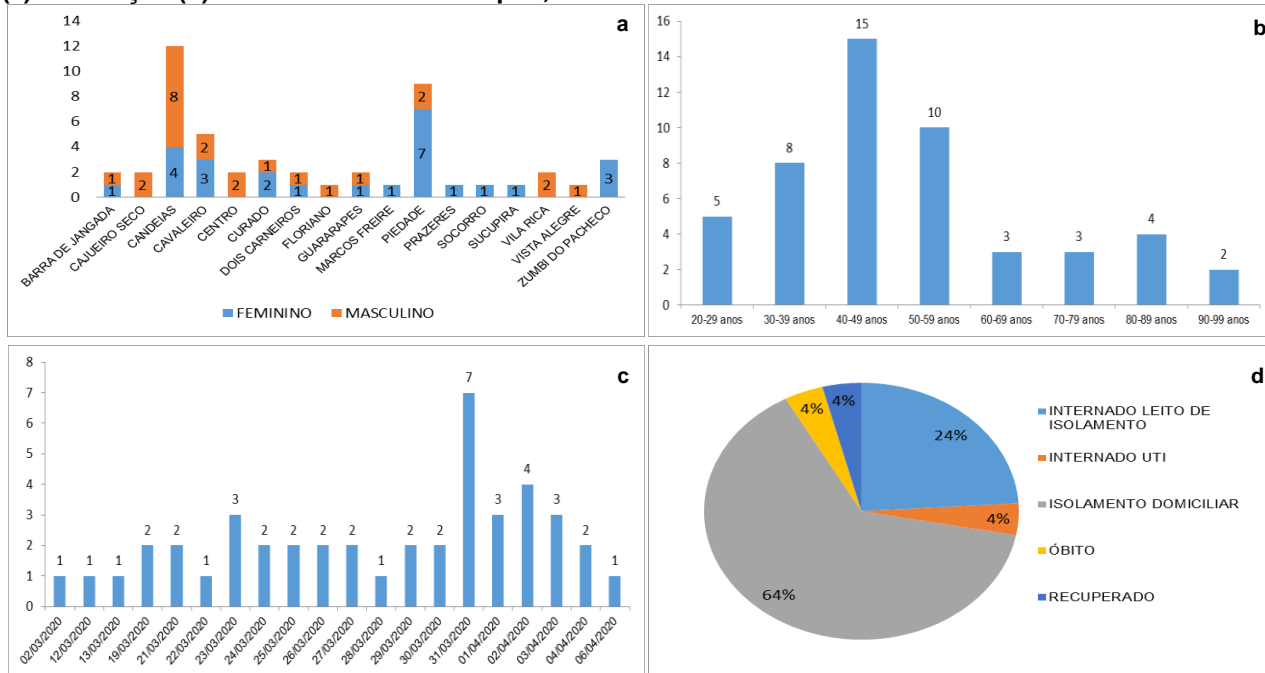 a
14
12
10
8
6
4
2
0
1 1 2 8 4 2 3 2 1 2 1 1 1 1 1 1 2 7 1 1 1 2 1 3
BARRA DE JANGADA
CAJUEIRO SECO
CANDEIAS
CAVALEIRO
CENTRO
CURADO
DOIS CARNEIROS
FLORIANO
GUARARAPES
MARCOS FREIRE
PIEDADE
PRAZERES
SOCORRO
SUCUPIRA
VILA RICA
VISTA ALEGRE
ZUMBI DO PACHECO
FEMININO MASCULINO
b
16
14
12
10
8
6
4
2
0
5 8 15 10 3 3 4 2
20-29 anos 30-39 anos 40-49 anos 50-59 anos 60-69 anos 70-79 anos 80-89 anos 90-99 anos
c
8
7
6
5
4
3
2
1
0
1 1 1 2 2 1 3 2 2 2 2 1 2 2 7 3 4 3 2 1
02/03/2020
12/03/2020
13/03/2020
19/03/2020
21/03/2020
22/03/2020
23/03/2020
24/03/2020
25/03/2020
26/03/2020
27/03/2020
28/03/2020
29/03/2020
30/03/2020
31/03/2020
01/04/2020
02/04/2020
03/04/2020
04/04/2020
06/04/2020
d
4% 4%
24%
4%
64%
INTERNADO LEITO DE
ISOLAMENTO
INTERNADO UTI
ISOLAMENTO DOMICILIAR
ÓBITO
RECUPERADO